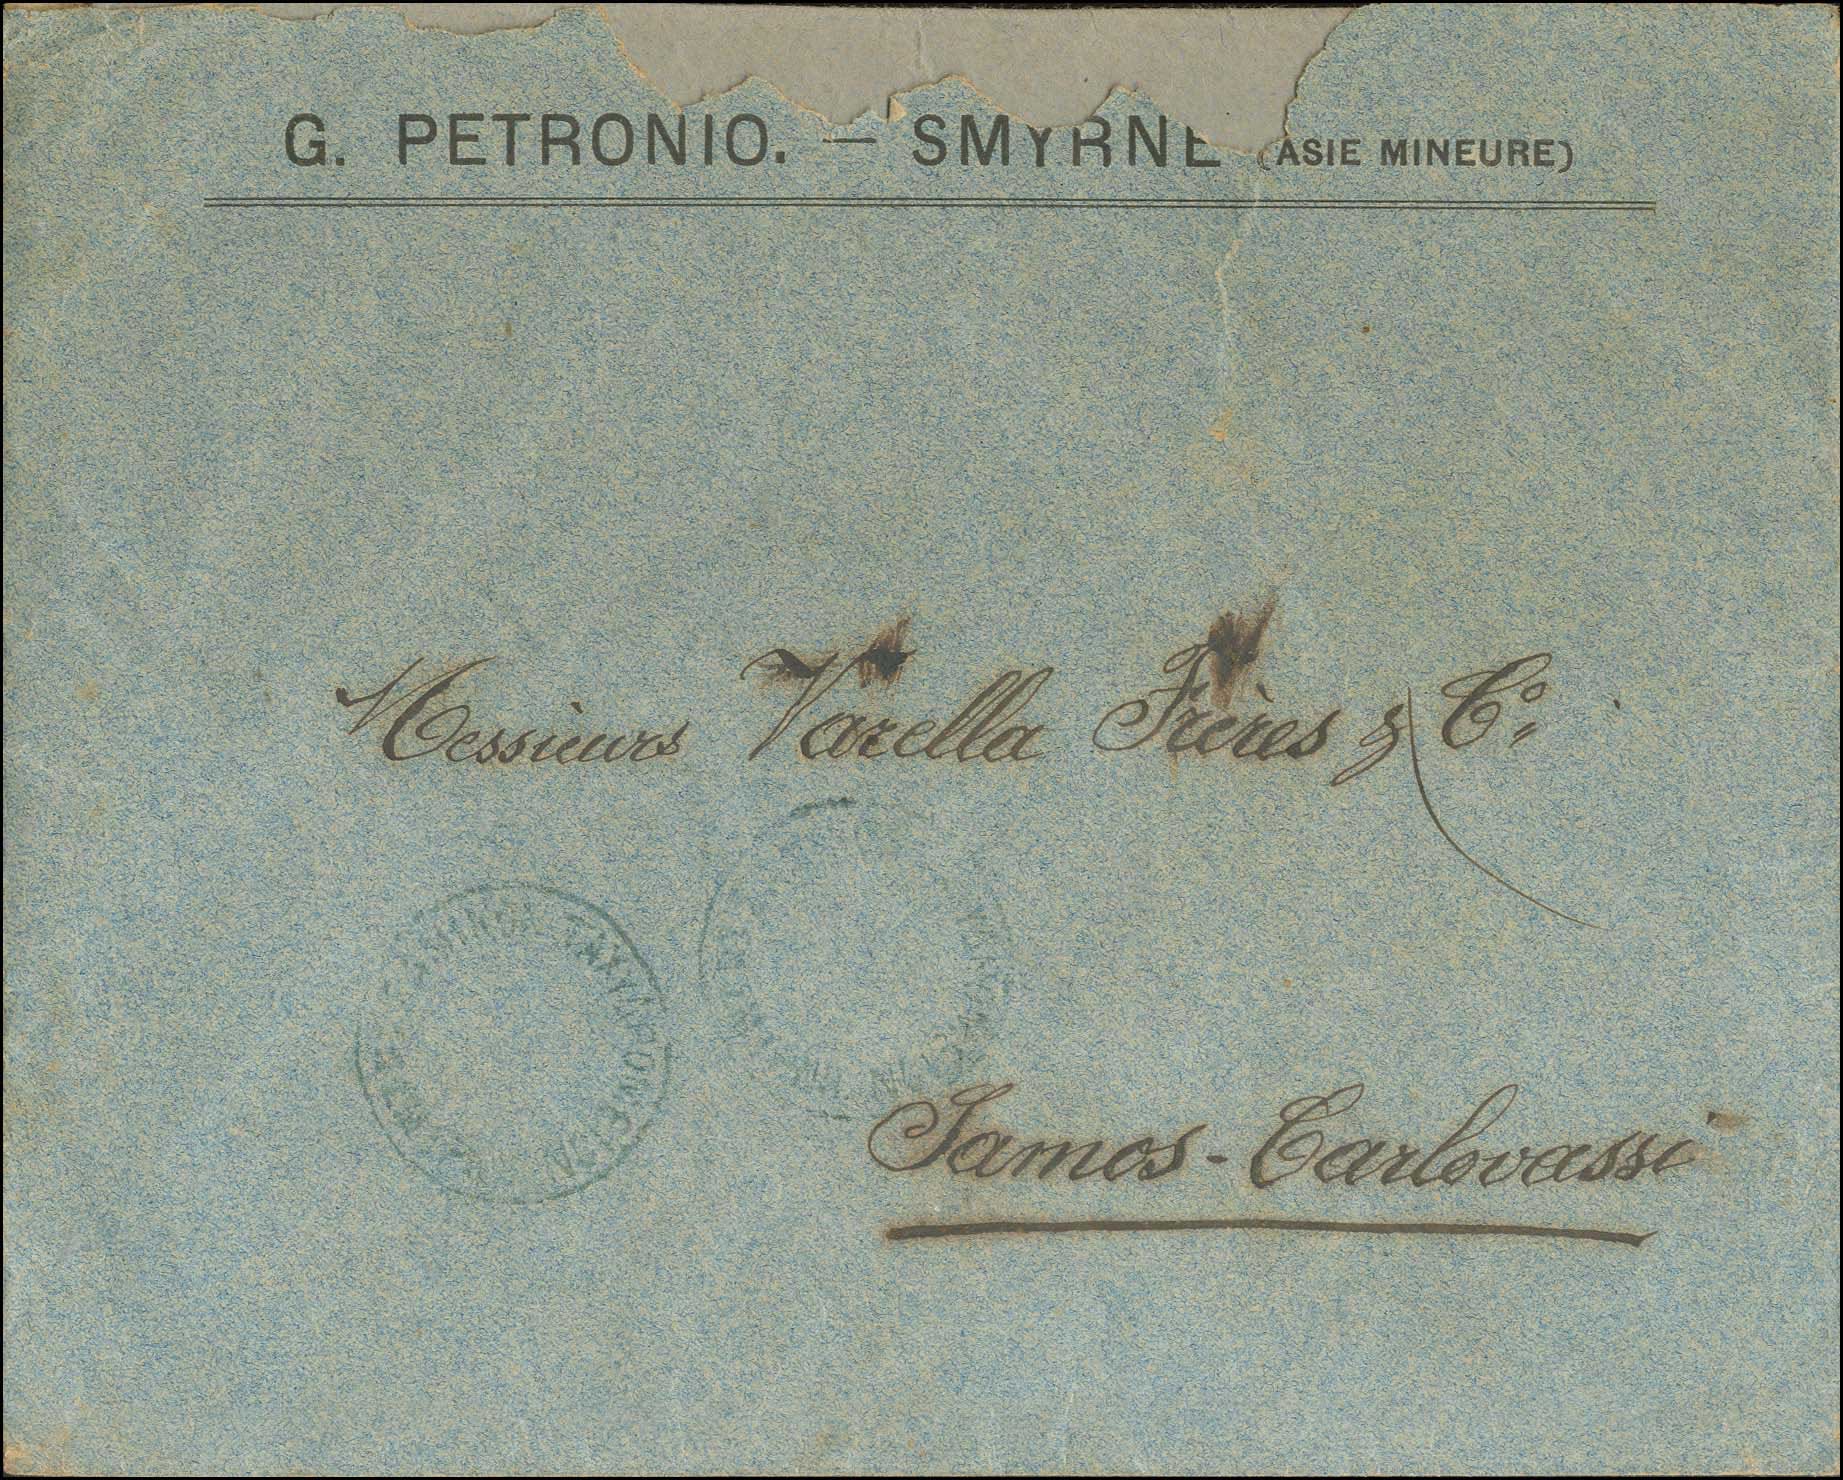 G. PETRONIO. — SMYRNE (ASIE MINEURE)
Messieurs Varella Frères & Cº.
Samos - Carlovassi